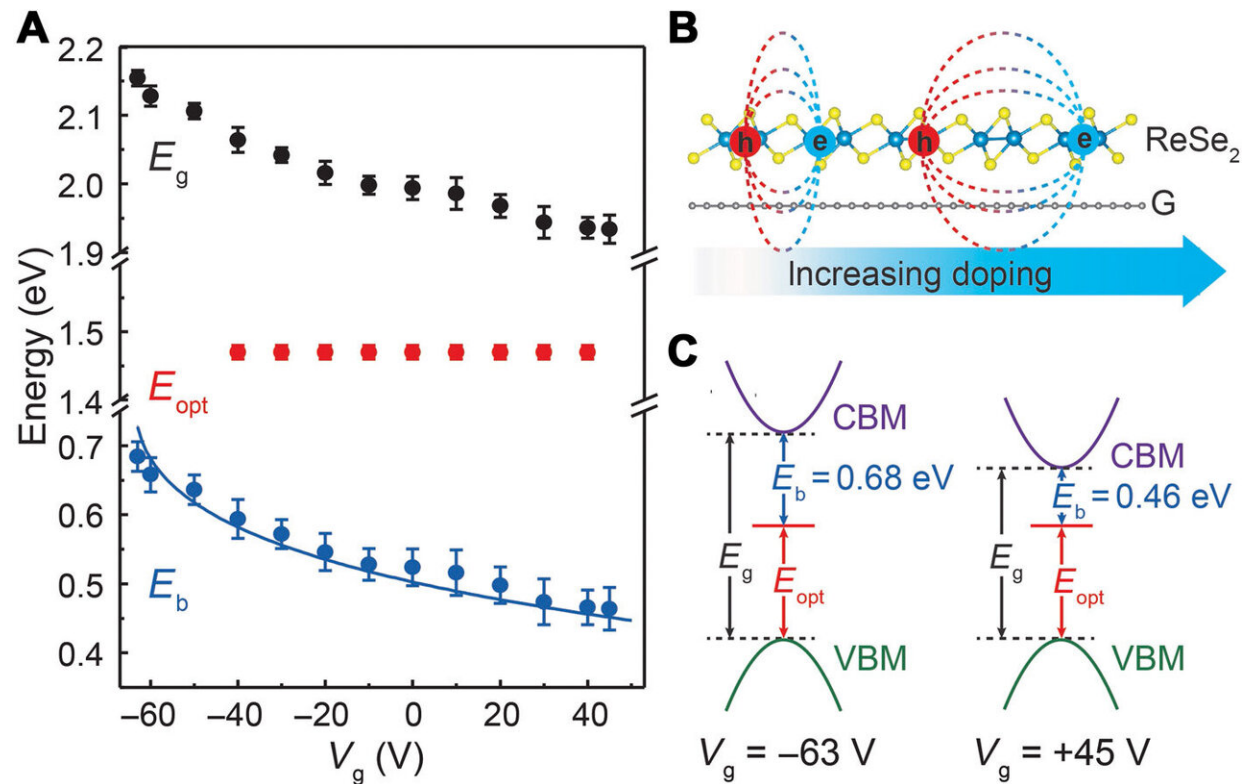 A
Energy (eV)
2.2
2.1
2.0
1.9
1.5
1.4
0.7
0.6
0.5
0.4
E_g
E_opt
E_b
–60 –40 –20 0 20 40
V_g (V)
B
h e h e ReSe₂
G
Increasing doping
C
CBM
E_b = 0.68 eV
E_g
E_opt
VBM
V_g = –63 V
CBM
E_b = 0.46 eV
E_g
E_opt
VBM
V_g = +45 V